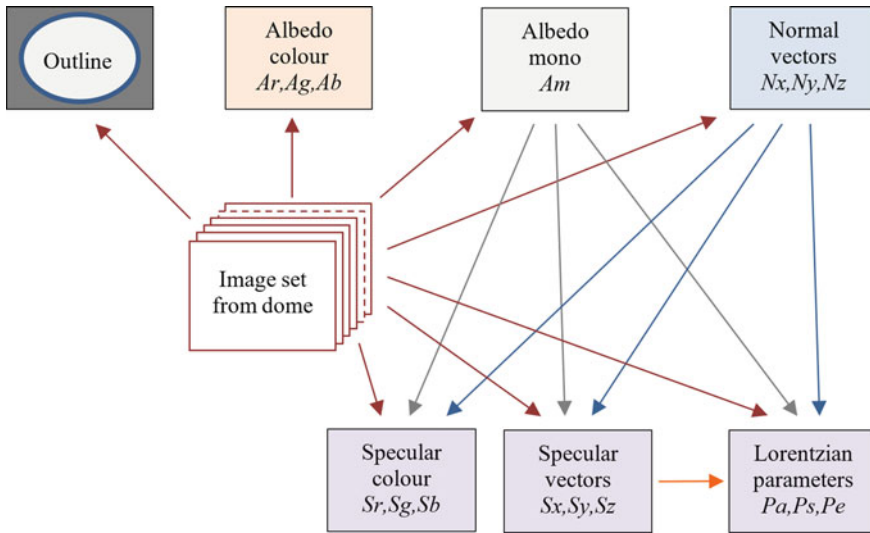 Outline
Albedo
colour
Ar,Ag,Ab
Albedo
mono
Am
Normal
vectors
Nx,Ny,Nz
Image set
from dome
Specular
colour
Sr,Sg,Sb
Specular
vectors
Sx,Sy,Sz
Lorentzian
parameters
Pa,Ps,Pe